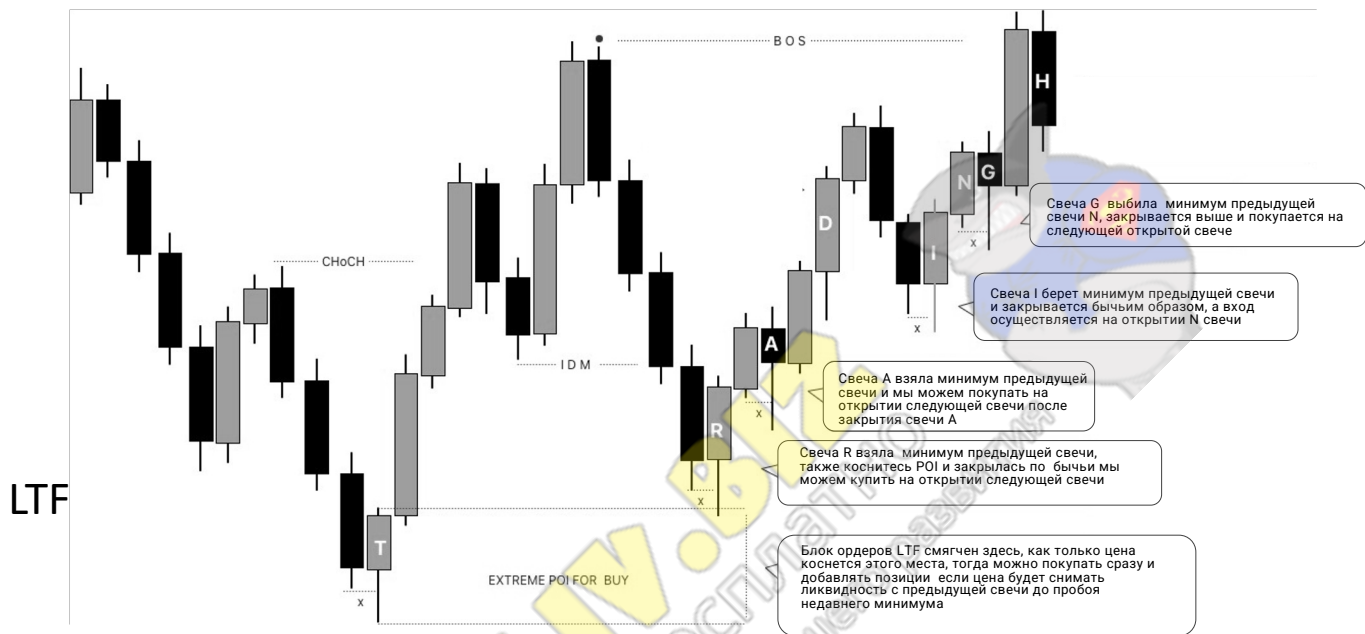 BOS
H
N
G
Свеча G выбила минимум предыдущей
свечи N, закрывается выше и покупается на
следующей открытой свече
D
x
I
CHoCH
Свеча I берет минимум предыдущей свечи
и закрывается бычьим образом, а вход
осуществляется на открытии N свечи
x
A
IDM
Свеча A взяла минимум предыдущей
свечи и мы можем покупать на
открытии следующей свечи после
закрытия свечи A
x
R
Свеча R взяла минимум предыдущей свечи,
также коснитесь POI и закрылась по бычьи мы
можем купить на открытии следующей свечи
LTF
x
T
Блок ордеров LTF смягчен здесь, как только цена
коснется этого места, тогда можно покупать сразу и
добавлять позиции если цена будет снимать
ликвидность с предыдущей свечи до пробоя
недавнего минимума
EXTREME POI FOR BUY
x